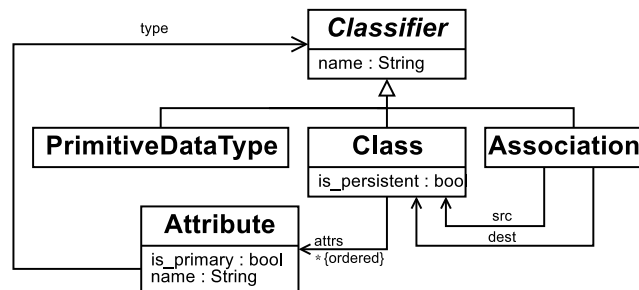 type
Classifier
name : String
PrimitiveDataType
Class
Association
is_persistent : bool
Attribute
attrs
src
dest
* {ordered}
is_primary : bool
name : String